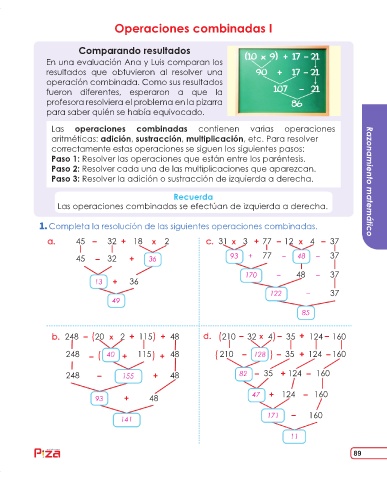 Operaciones combinadas I
Comparando resultados
En una evaluación Ana y Luis comparan los
resultados que obtuvieron al resolver una
operación combinada. Como sus resultados
fueron diferentes, esperaron a que la
profesora resolviera el problema en la pizarra
para saber quién se había equivocado.
(10 x 9) + 17 - 21
90 + 17 - 21
107 - 21
86
Las operaciones combinadas contienen varias operaciones
aritméticas: adición, sustracción, multiplicación, etc. Para resolver
correctamente estas operaciones se siguen los siguientes pasos:
Paso 1: Resolver las operaciones que están entre los paréntesis.
Paso 2: Resolver cada una de las multiplicaciones que aparezcan.
Paso 3: Resolver la adición o sustracción de izquierda a derecha.
Recuerda
Las operaciones combinadas se efectúan de izquierda a derecha.
Razonamiento matemático
1. Completa la resolución de las siguientes operaciones combinadas.
a. 45 - 32 + 18 x 2
45 - 32 + 36
13 + 36
49
c. 31 x 3 + 77 - 12 x 4 - 37
93 + 77 - 48 - 37
170 - 48 - 37
122 - 37
85
b. 248 - (20 x 2 + 115) + 48
248 - ( 40 + 115) + 48
248 - 155 + 48
93 + 48
141
d. (210 - 32 x 4) - 35 + 124 - 160
(210 - 128 ) - 35 + 124 - 160
82 - 35 + 124 - 160
47 + 124 - 160
171 - 160
11
Piza
89